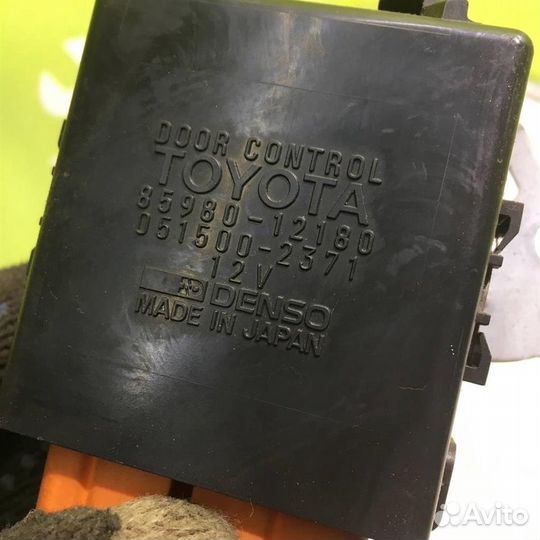 DOOR CONTROL
TOYOTA
85980-12180
051500-2371
12V
DENSO
MADE IN JAPAN
Avito